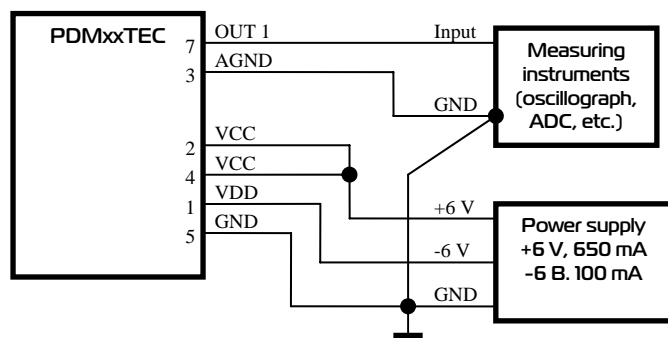 PDMxxTEC
7 OUT 1
3 AGND
2 VCC
4 VCC
1 VDD
5 GND
Input
GND
Measuring
instruments
(oscillograph,
ADC, etc.)
+6 V
-6 V
GND
Power supply
+6 V, 650 mA
-6 В. 100 mA